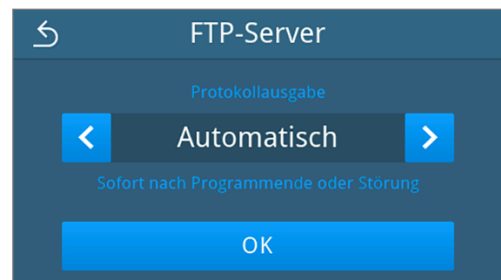 FTP-Server
Protokollausgabe
Automatisch
Sofort nach Programmende oder Störung
OK